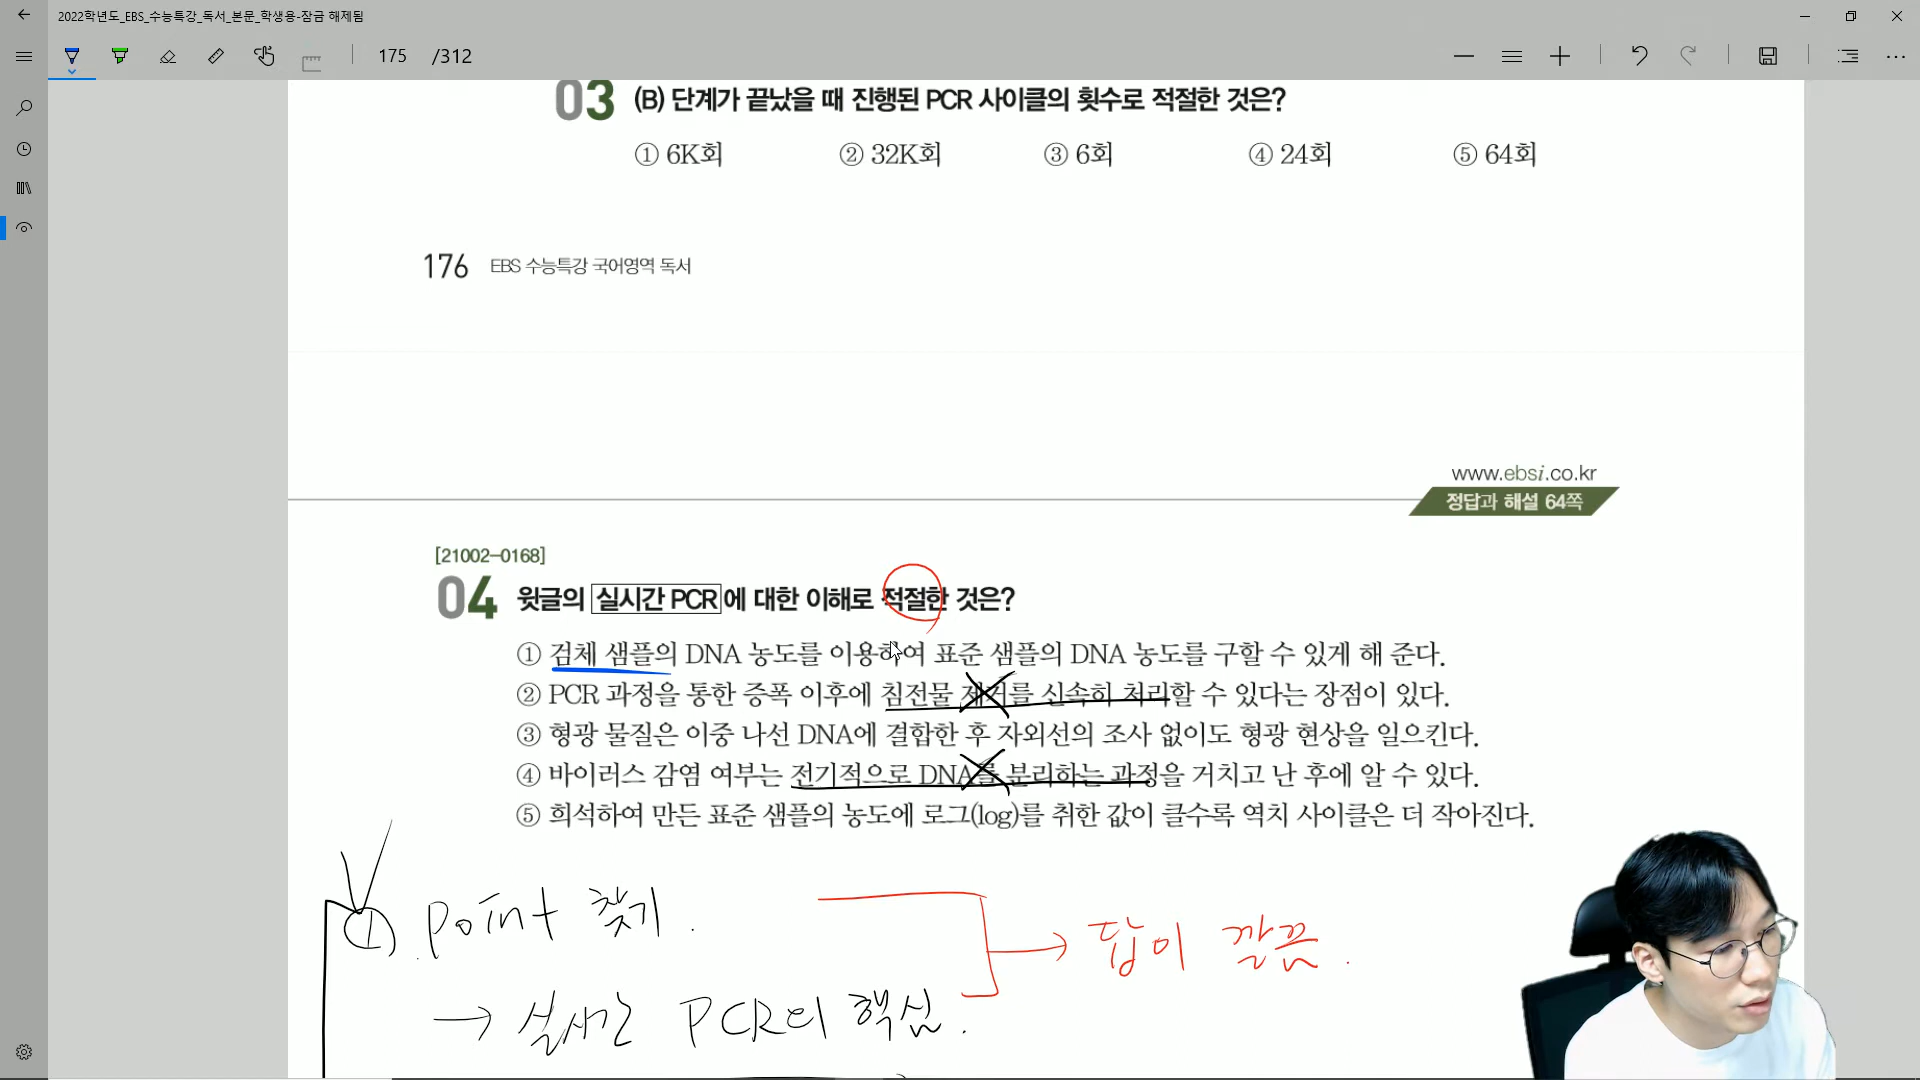 2022학년도_EBS_수능특강_독서_본문_학생용-잠금 해제됨
175 /312
03 (B) 단계가 끝났을 때 진행된 PCR 사이클의 횟수로 적절한 것은?
① 6K회 ② 32K회 ③ 6회 ④ 24회 ⑤ 64회
176 EBS 수능특강 국어영역 독서
www.ebsi.co.kr
정답과 해설 64쪽
[21002-0168]
04 윗글의 실시간 PCR에 대한 이해로 적절한 것은?
① 검체 샘플의 DNA 농도를 이용하여 표준 샘플의 DNA 농도를 구할 수 있게 해 준다.
② PCR 과정을 통한 증폭 이후에 침전물 제거를 신속히 처리할 수 있다는 장점이 있다.
③ 형광 물질은 이중 나선 DNA에 결합한 후 자외선의 조사 없이도 형광 현상을 일으킨다.
④ 바이러스 감염 여부는 전기적으로 DNA를 분리하는 과정을 거치고 난 후에 알 수 있다.
⑤ 희석하여 만든 표준 샘플의 농도에 로그(log)를 취한 값이 클수록 역치 사이클은 더 작아진다.
① point 찾기.
→ 답이 깔끔.
→ 실시간 PCR의 핵심.